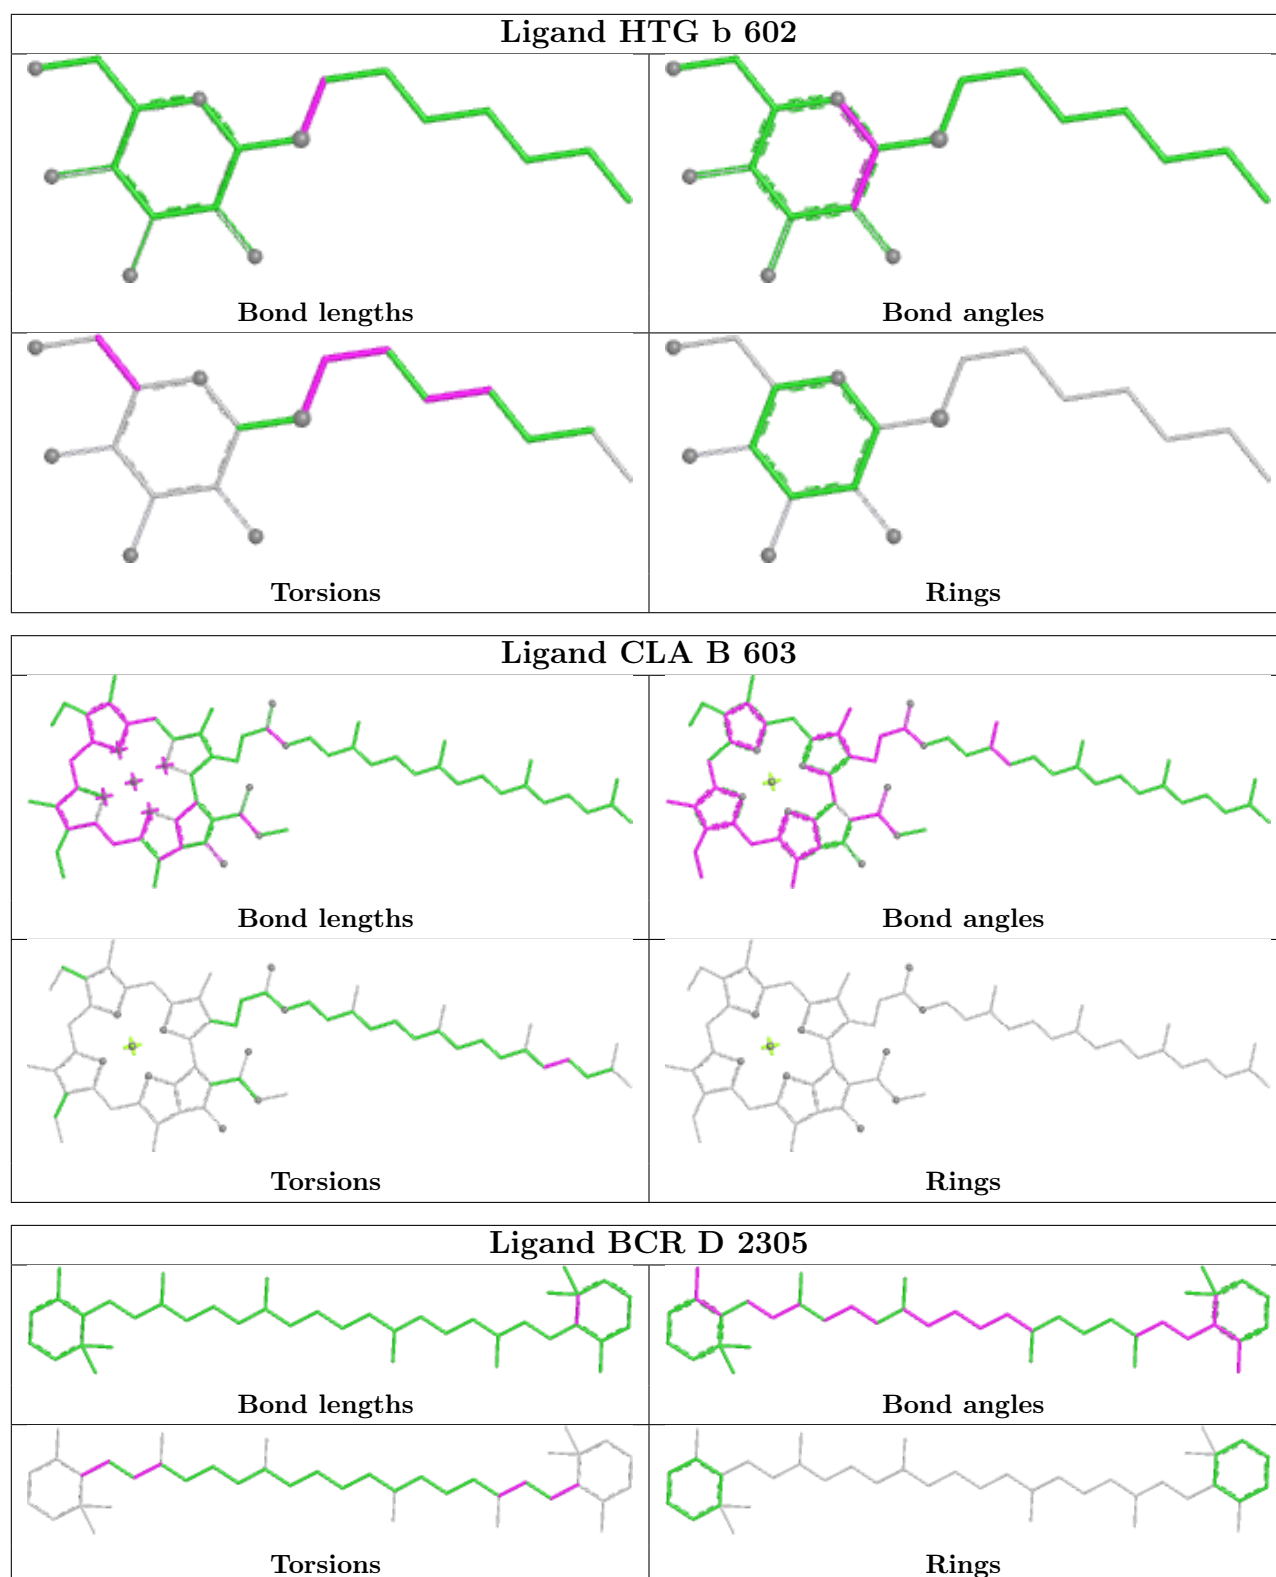 Ligand HTG b 602
Bond lengths
Bond angles
Torsions
Rings
Ligand CLA B 603
Bond lengths
Bond angles
Torsions
Rings
Ligand BCR D 2305
Bond lengths
Bond angles
Torsions
Rings